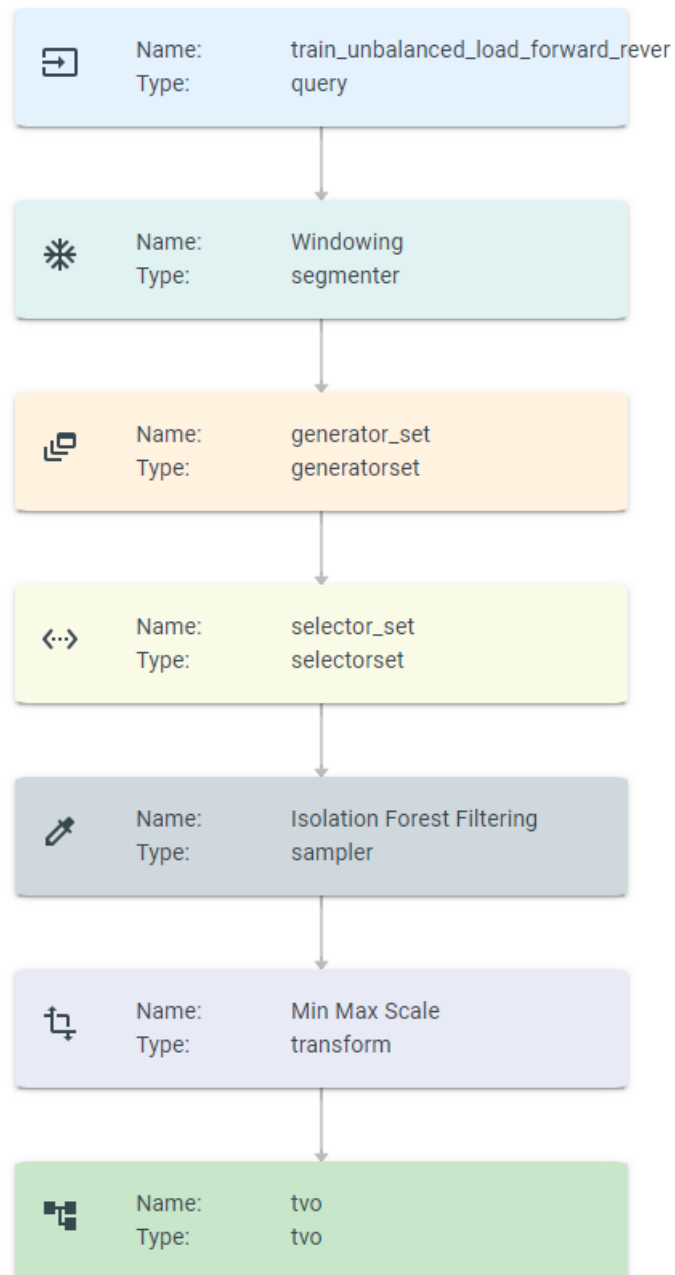 Name: train_unbalanced_load_forward_rever
Type: query
Name: Windowing
Type: segmenter
Name: generator_set
Type: generatorset
Name: selector_set
Type: selectorset
Name: Isolation Forest Filtering
Type: sampler
Name: Min Max Scale
Type: transform
Name: tvo
Type: tvo